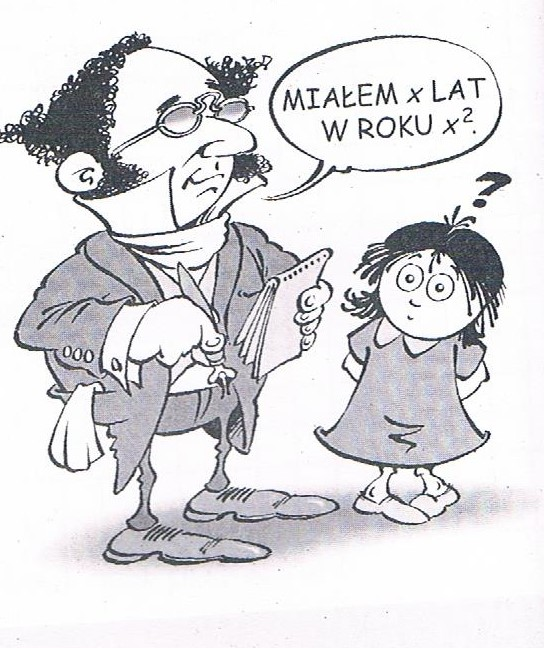 MIAŁEM x LAT
W ROKU x².
?